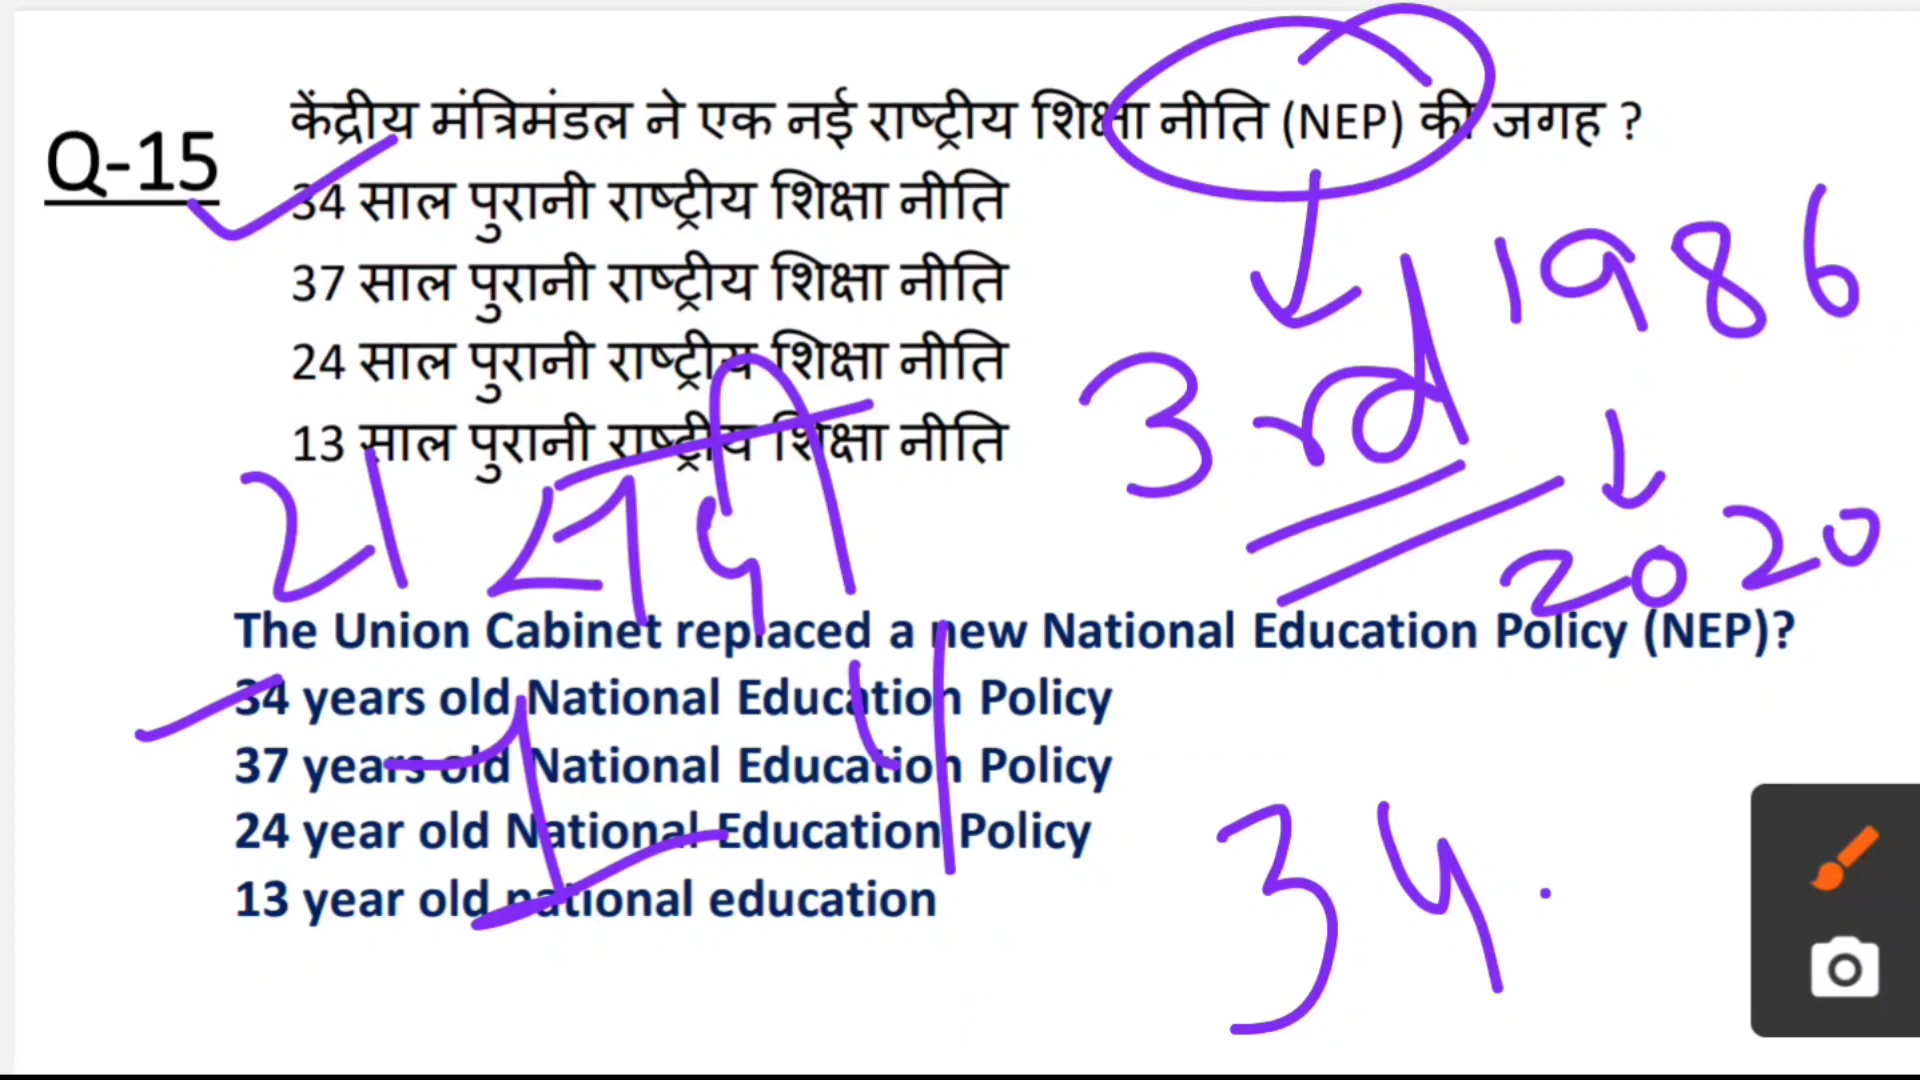 Q-15
केंद्रीय मंत्रिमंडल ने एक नई राष्ट्रीय शिक्षा नीति (NEP) की जगह ?
34 साल पुरानी राष्ट्रीय शिक्षा नीति
37 साल पुरानी राष्ट्रीय शिक्षा नीति
24 साल पुरानी राष्ट्रीय शिक्षा नीति
13 साल पुरानी राष्ट्रीय शिक्षा नीति
1986
3rd
2020
21
The Union Cabinet replaced a new National Education Policy (NEP)?
34 years old National Education Policy
37 years old National Education Policy
24 year old National Education Policy
13 year old national education
34